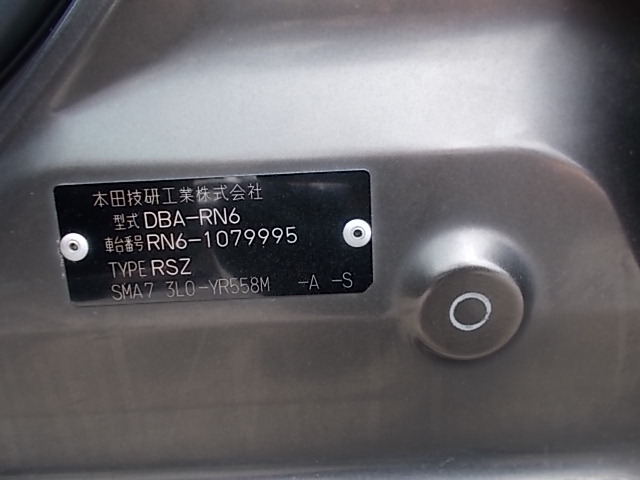 本田技研工業株式会社
型式 DBA-RN6
車台番号 RN6-1079995
TYPE RSZ
SMA7 3L0-YR558M -A -S